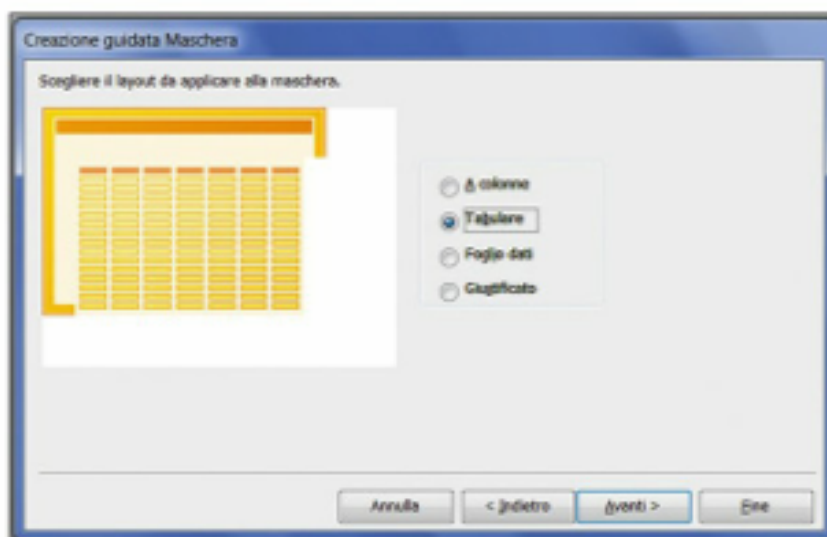 Creazione guidata Maschera
Scegliere il layout da applicare alla maschera.
A colonne
Tabulare
Foglio dati
Giustificato
Annulla
< Indietro
Avanti >
Fine